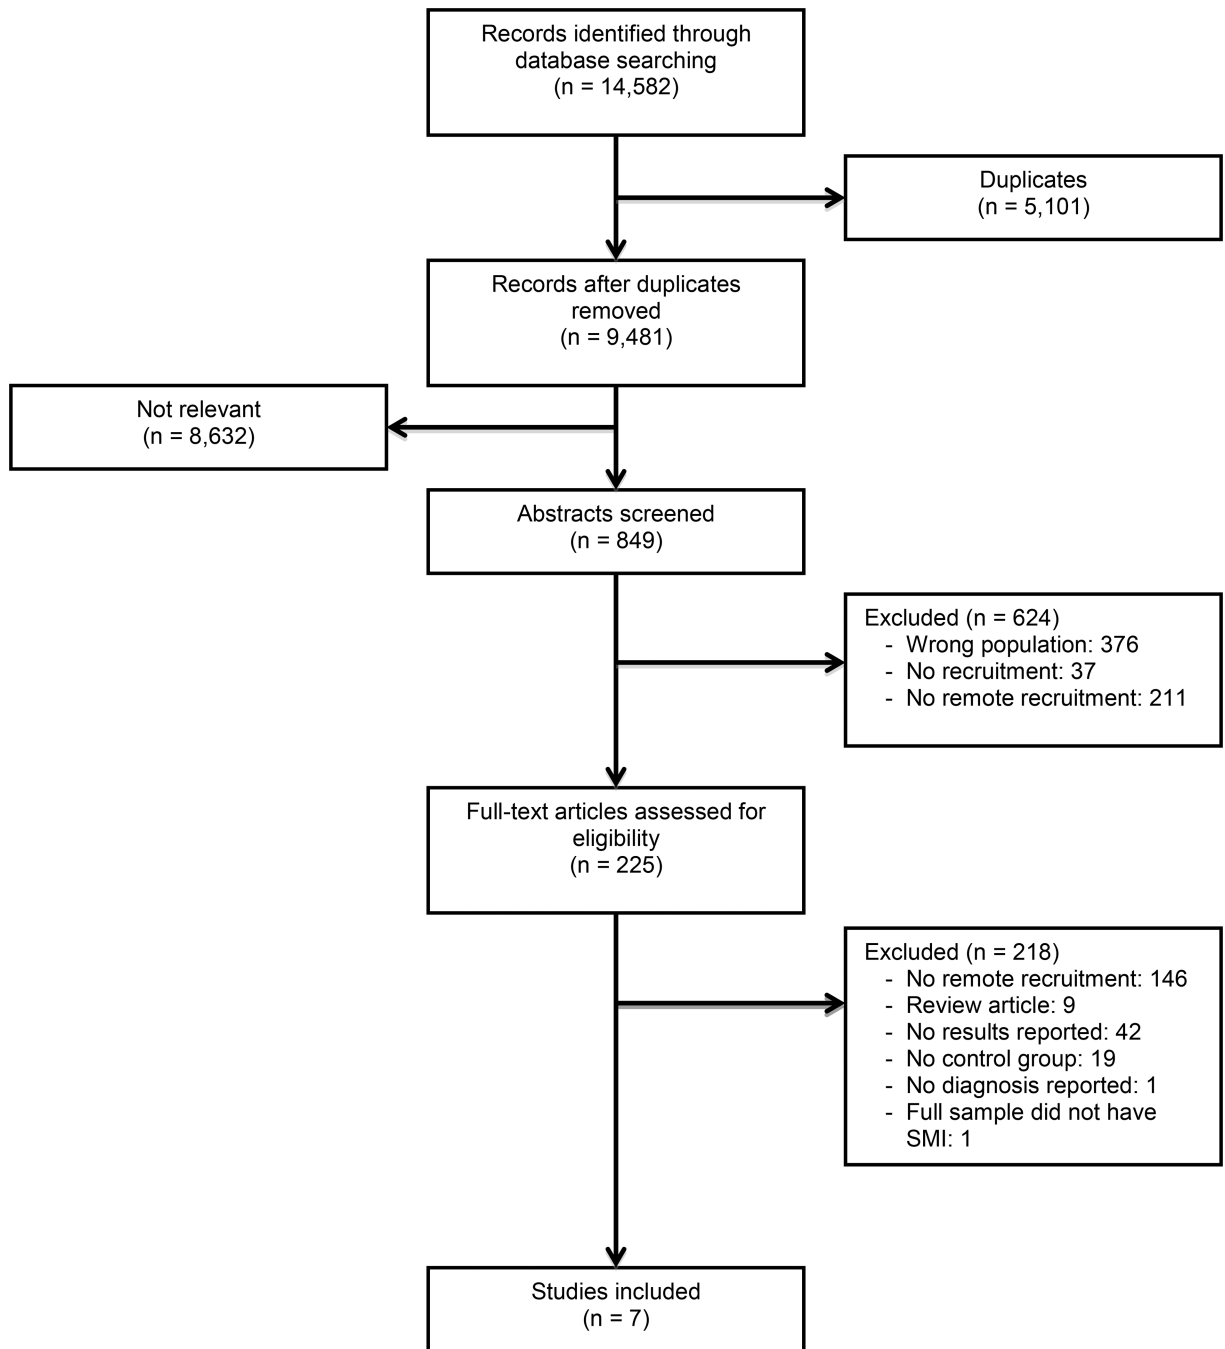 Records identified through
database searching
(n = 14,582)
Duplicates
(n = 5,101)
Records after duplicates
removed
(n = 9,481)
Not relevant
(n = 8,632)
Abstracts screened
(n = 849)
Excluded (n = 624)
- Wrong population: 376
- No recruitment: 37
- No remote recruitment: 211
Full-text articles assessed for
eligibility
(n = 225)
Excluded (n = 218)
- No remote recruitment: 146
- Review article: 9
- No results reported: 42
- No control group: 19
- No diagnosis reported: 1
- Full sample did not have
SMI: 1
Studies included
(n = 7)